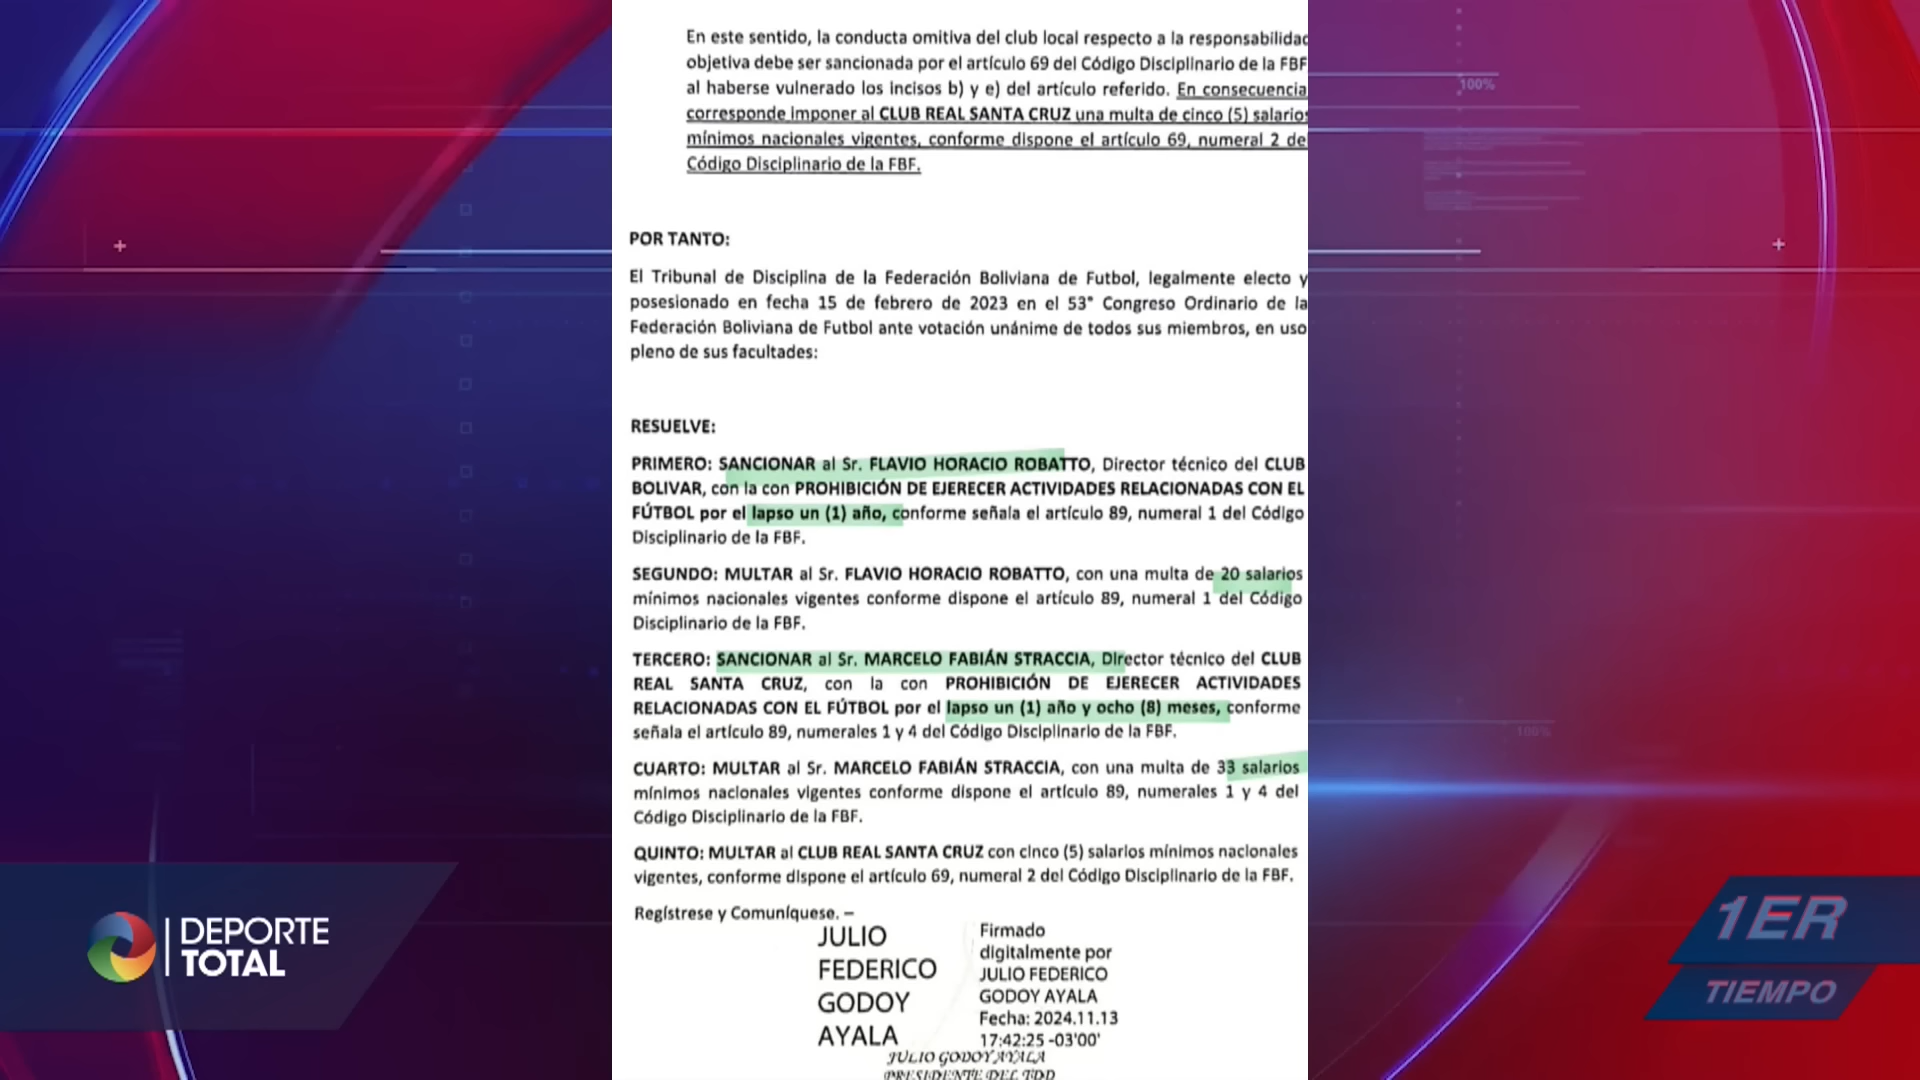 En este sentido, la conducta omitiva del club local respecto a la responsabilidad
objetiva debe ser sancionada por el artículo 69 del Código Disciplinario de la FBF
al haberse vulnerado los incisos b) y e) del artículo referido. En consecuencia
corresponde imponer al CLUB REAL SANTA CRUZ una multa de cinco (5) salarios
mínimos nacionales vigentes, conforme dispone el artículo 69, numeral 2 de
Código Disciplinario de la FBF.
POR TANTO:
El Tribunal de Disciplina de la Federación Boliviana de Futbol, legalmente electo y
posesionado en fecha 15 de febrero de 2023 en el 53° Congreso Ordinario de la
Federación Boliviana de Futbol ante votación unánime de todos sus miembros, en uso
pleno de sus facultades:
RESUELVE:
PRIMERO: SANCIONAR al Sr. FLAVIO HORACIO ROBATTO, Director técnico del CLUB
BOLIVAR, con la con PROHIBICIÓN DE EJERECER ACTIVIDADES RELACIONADAS CON EL
FÚTBOL por el lapso un (1) año, conforme señala el artículo 89, numeral 1 del Código
Disciplinario de la FBF.
SEGUNDO: MULTAR al Sr. FLAVIO HORACIO ROBATTO, con una multa de 20 salarios
mínimos nacionales vigentes conforme dispone el artículo 89, numeral 1 del Código
Disciplinario de la FBF.
TERCERO: SANCIONAR al Sr. MARCELO FABIÁN STRACCIA, Director técnico del CLUB
REAL SANTA CRUZ, con la con PROHIBICIÓN DE EJERECER ACTIVIDADES
RELACIONADAS CON EL FÚTBOL por el lapso un (1) año y ocho (8) meses, conforme
señala el artículo 89, numerales 1 y 4 del Código Disciplinario de la FBF.
CUARTO: MULTAR al Sr. MARCELO FABIÁN STRACCIA, con una multa de 33 salarios
mínimos nacionales vigentes conforme dispone el artículo 89, numerales 1 y 4 del
Código Disciplinario de la FBF.
QUINTO: MULTAR al CLUB REAL SANTA CRUZ con cinco (5) salarios mínimos nacionales
vigentes, conforme dispone el artículo 69, numeral 2 del Código Disciplinario de la FBF.
Regístrese y Comuníquese. –
JULIO
FEDERICO
GODOY
AYALA
Firmado
digitalmente por
JULIO FEDERICO
GODOY AYALA
Fecha: 2024.11.13
17:42:25 -03'00'
JULIO GODOY AYALA
PRESIDENTE DEL TDD
DEPORTE
TOTAL
1ER
TIEMPO
100%
100%